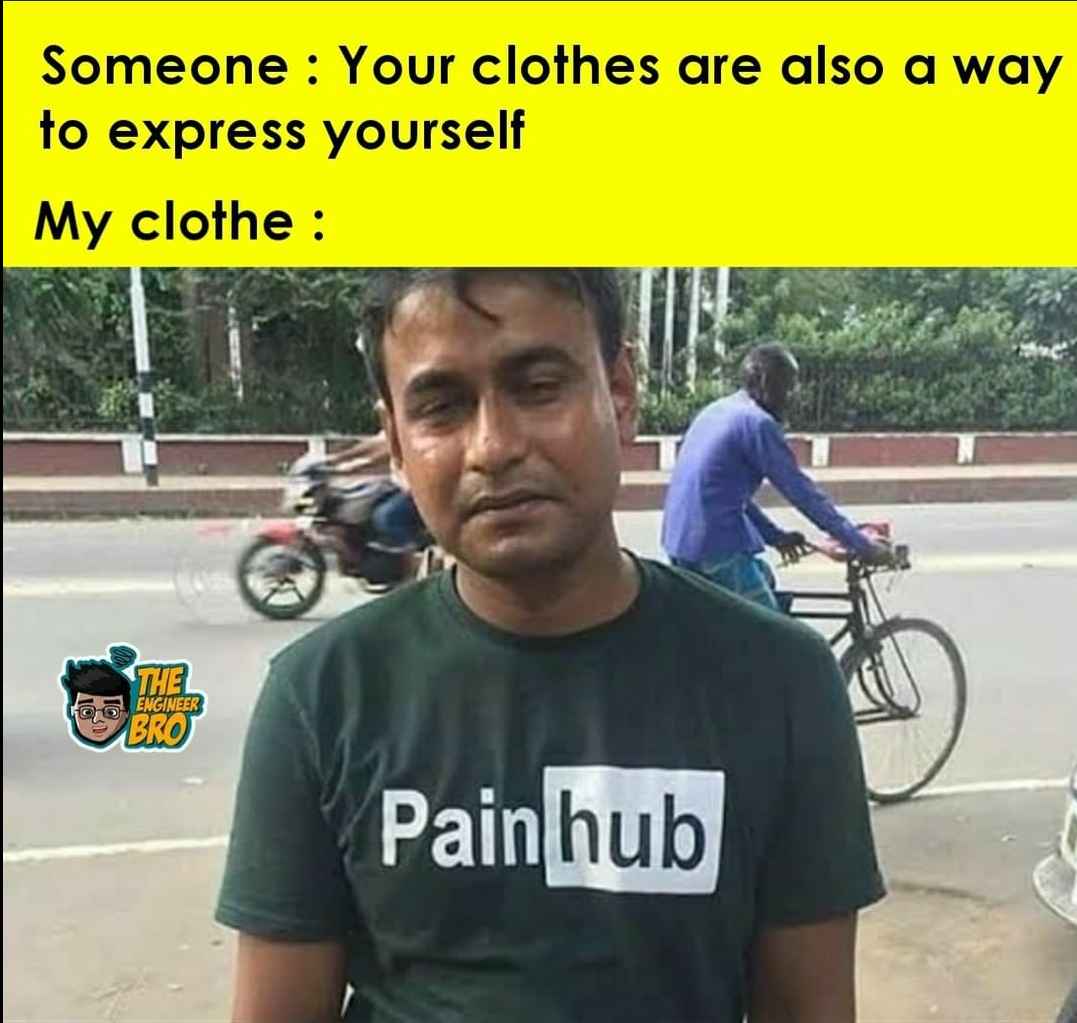 Someone : Your clothes are also a way
to express yourself
My clothe :
THE
ENGINEER
BRO
Painhub